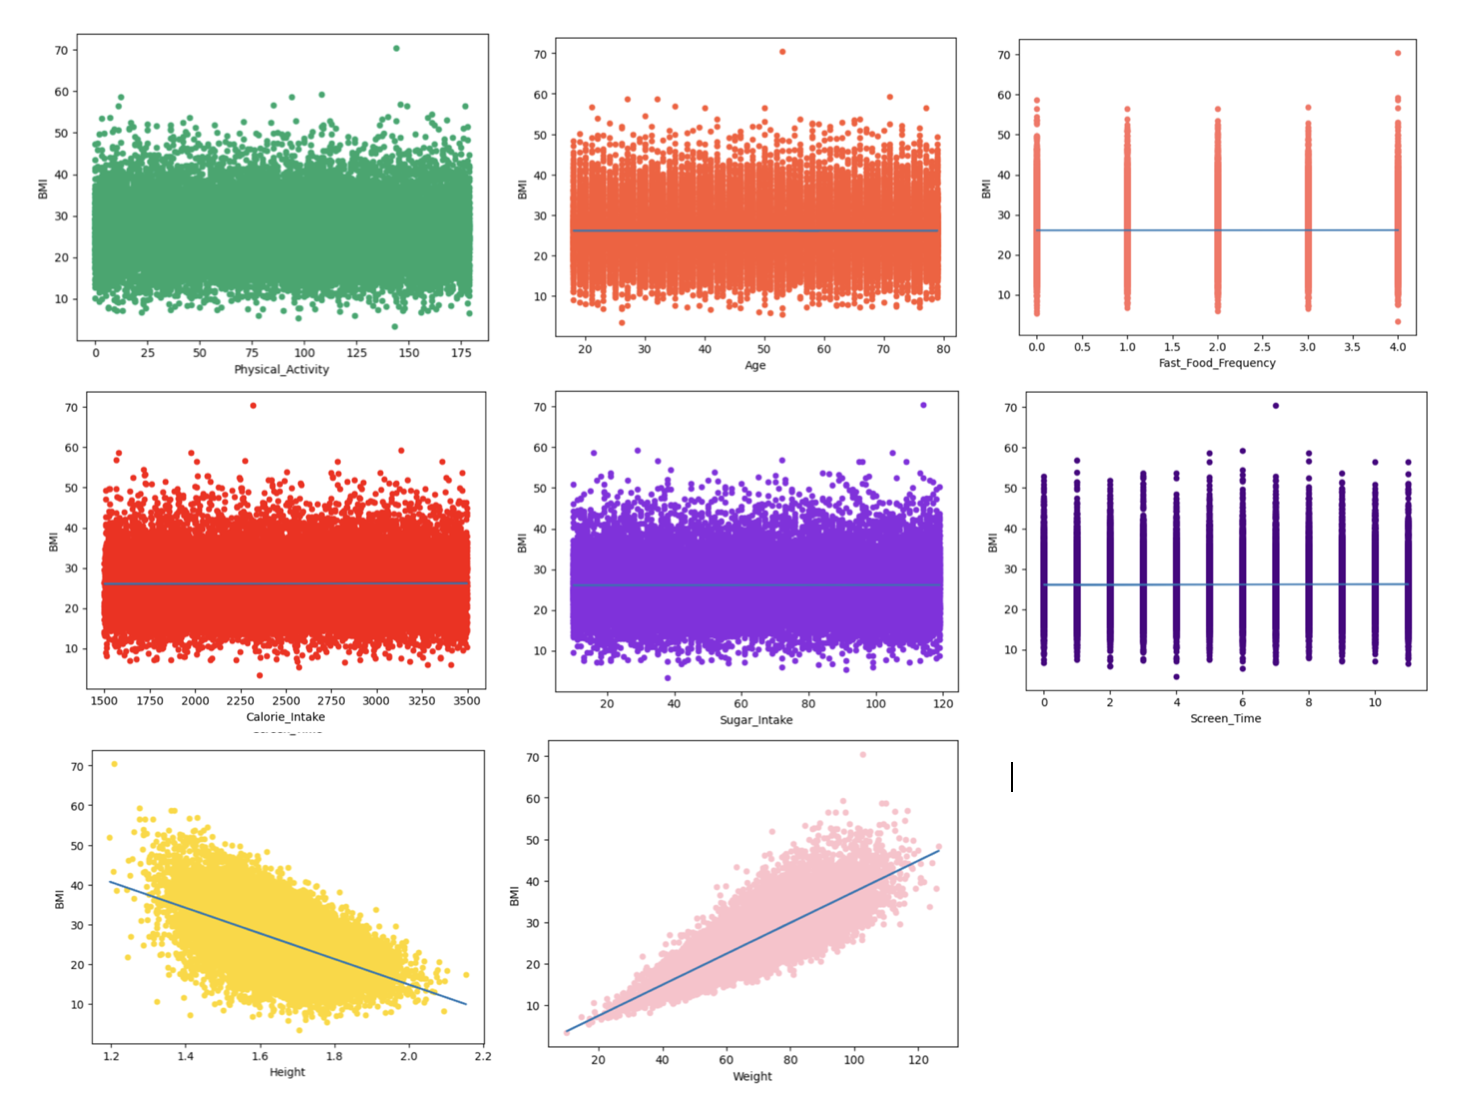 70
60
50
40
30
20
10
BMI
0 25 50 75 100 125 150 175
Physical_Activity
70
60
50
40
30
20
10
BMI
20 30 40 50 60 70 80
Age
70
60
50
40
30
20
10
BMI
0.0 0.5 1.0 1.5 2.0 2.5 3.0 3.5 4.0
Fast_Food_Frequency
70
60
50
40
30
20
10
BMI
1500 1750 2000 2250 2500 2750 3000 3250 3500
Calorie_Intake
70
60
50
40
30
20
10
BMI
20 40 60 80 100 120
Sugar_Intake
70
60
50
40
30
20
10
BMI
0 2 4 6 8 10
Screen_Time
70
60
50
40
30
20
10
BMI
1.2 1.4 1.6 1.8 2.0 2.2
Height
70
60
50
40
30
20
10
BMI
20 40 60 80 100 120
Weight